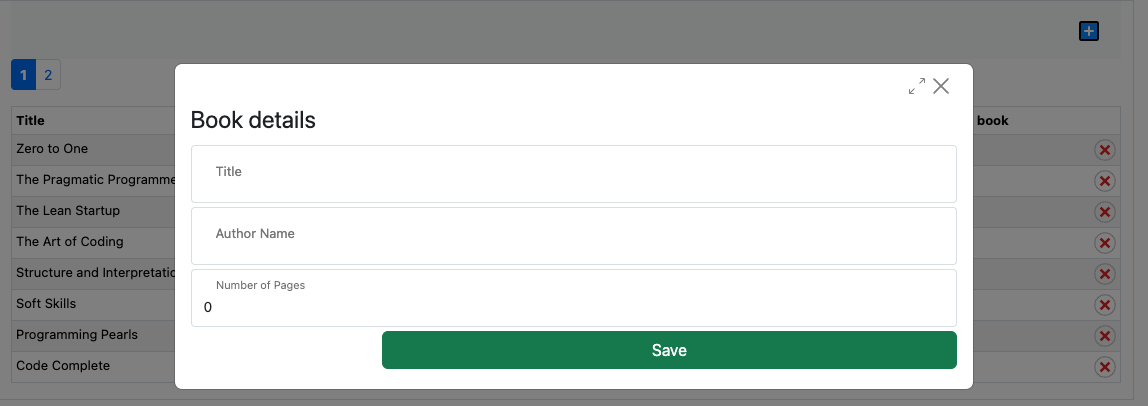 +
1 2
Book details
Title
book
Zero to One
Title
The Pragmatic Programme
The Lean Startup
Author Name
The Art of Coding
Structure and Interpretatio
Number of Pages
0
Soft Skills
Programming Pearls
Save
Code Complete